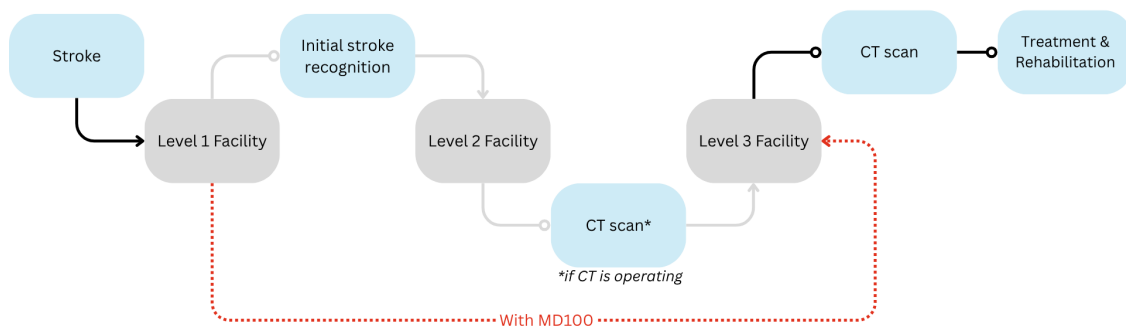 Stroke
Level 1 Facility
Initial stroke
recognition
Level 2 Facility
CT scan*
*if CT is operating
Level 3 Facility
CT scan
Treatment &
Rehabilitation
With MD100